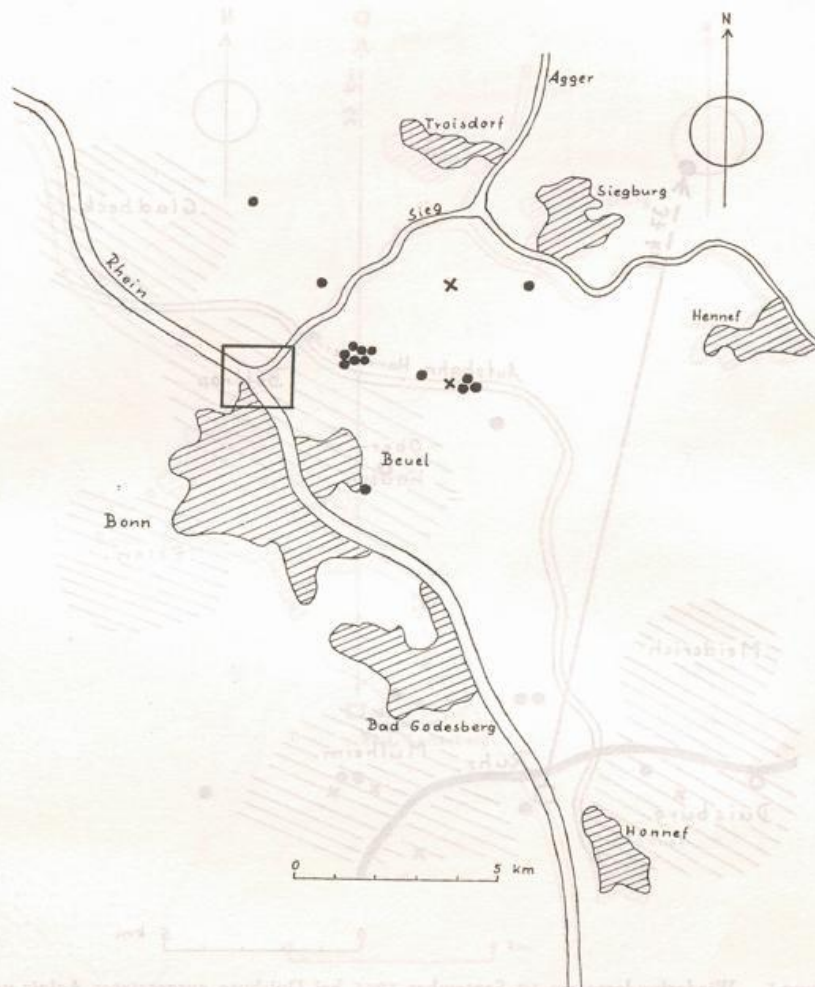 N
Agger
Troisdorf
Siegburg
Sieg
Rhein
Hennef
Beuel
Bonn
Bad Godesberg
Honnef
0 5 km